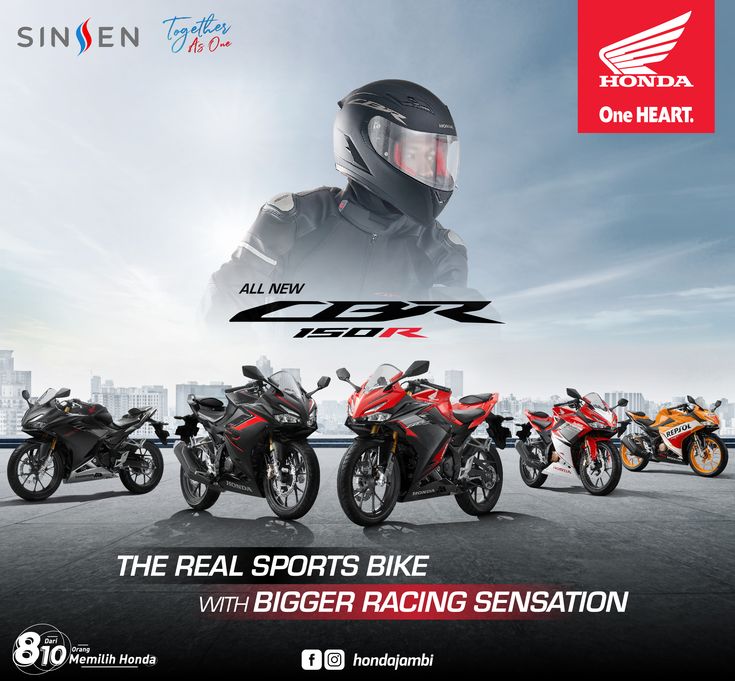 SINSEN
Together
As One
HONDA
One HEART.
CBR
HONDA
ALL NEW
CBR
150R
HONDA
HONDA
REPSOL
THE REAL SPORTS BIKE
WITH BIGGER RACING SENSATION
8 Dari 10 Orang
Memilih Honda
hondajambi